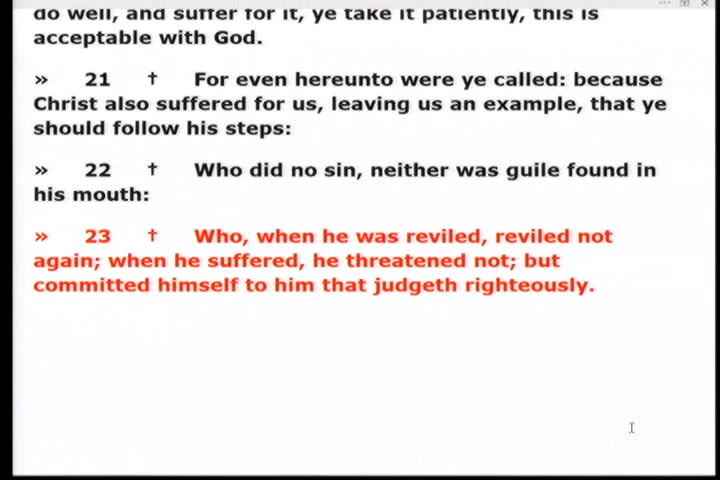 do well, and suffer for it, ye take it patiently, this is
acceptable with God.
» 21 † For even hereunto were ye called: because
Christ also suffered for us, leaving us an example, that ye
should follow his steps:
» 22 † Who did no sin, neither was guile found in
his mouth:
» 23 † Who, when he was reviled, reviled not
again; when he suffered, he threatened not; but
committed himself to him that judgeth righteously.